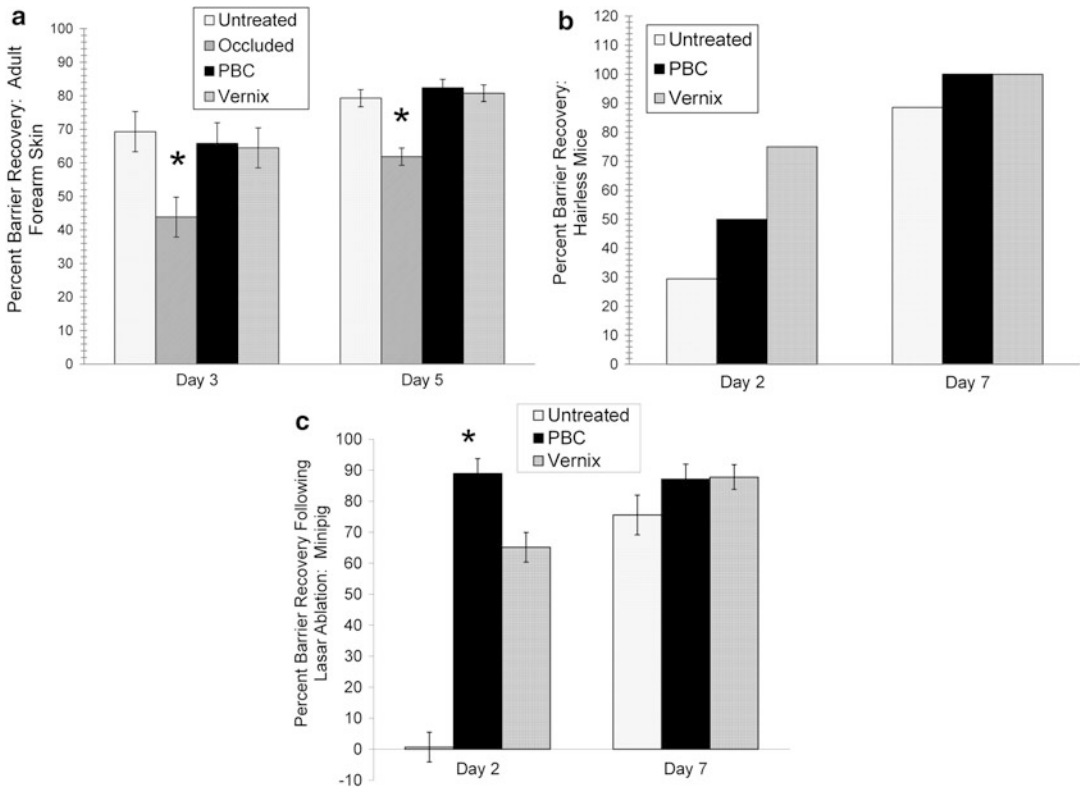 a
Percent Barrier Recovery: Adult
Forearm Skin
100
90
80
70
60
50
40
30
20
10
0
Untreated
Occluded
PBC
Vernix
*
*
Day 3
Day 5
b
Percent Barrier Recovery:
Hairless Mice
120
110
100
90
80
70
60
50
40
30
20
10
0
Untreated
PBC
Vernix
Day 2
Day 7
c
Percent Barrier Recovery Following
Lasar Ablation: Minipig
100
90
80
70
60
50
40
30
20
10
0
-10
Untreated
PBC
Vernix
*
Day 2
Day 7